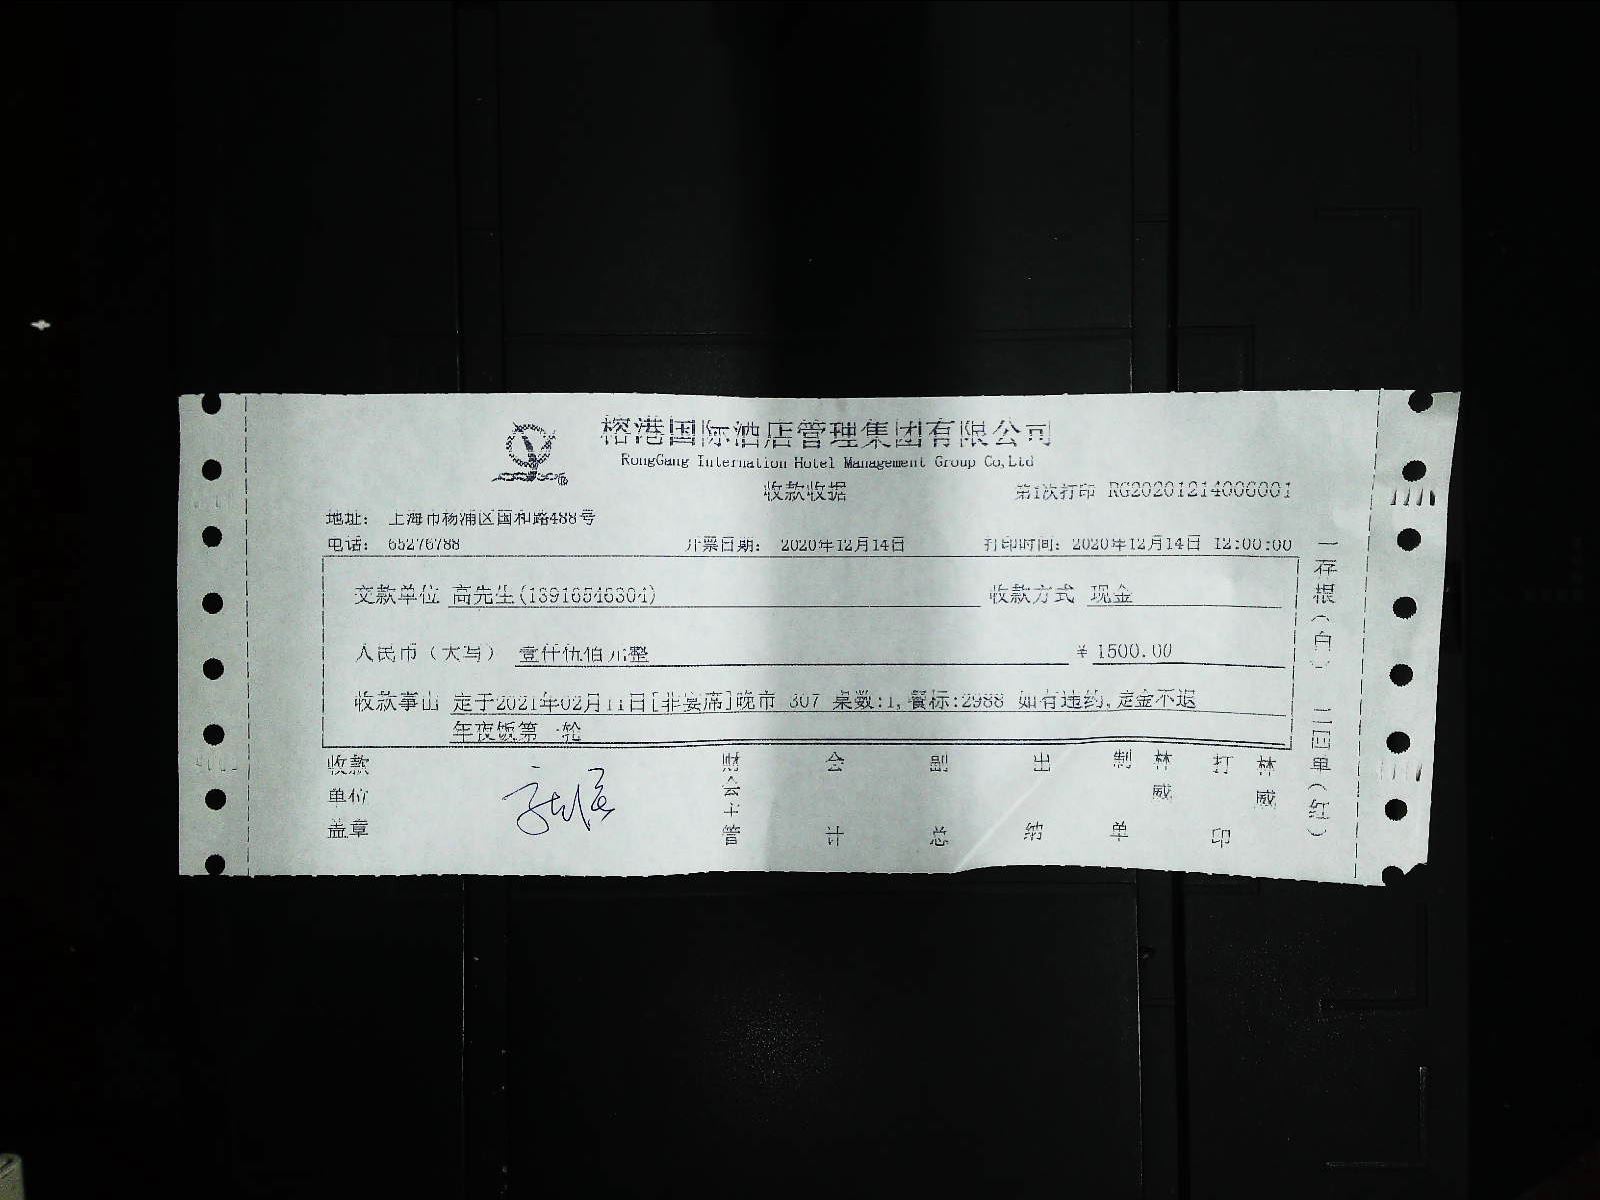 榕港国际酒店管理集团有限公司
RongGang Internation Hotel Management Group Co,Ltd
收款收据
第1次打印 RG20201214006001
地址: 上海市杨浦区国和路488号
电话: 65276788 开票日期: 2020年12月14日 打印时间: 2020年12月14日 12:00:00
交款单位 高先生(13916546304) 收款方式 现金
人民币（大写） 壹仟伍佰元整 ¥ 1500.00
收款事由 定于2021年02月11日[非宴席]晚市 307 桌数:1,餐标:2988 如有违约,定金不退
年夜饭第一轮
收款单位盖章 财会主管 会计 副总 出纳 制单 林威 打印 林威
一存根（白） 二回单（红）